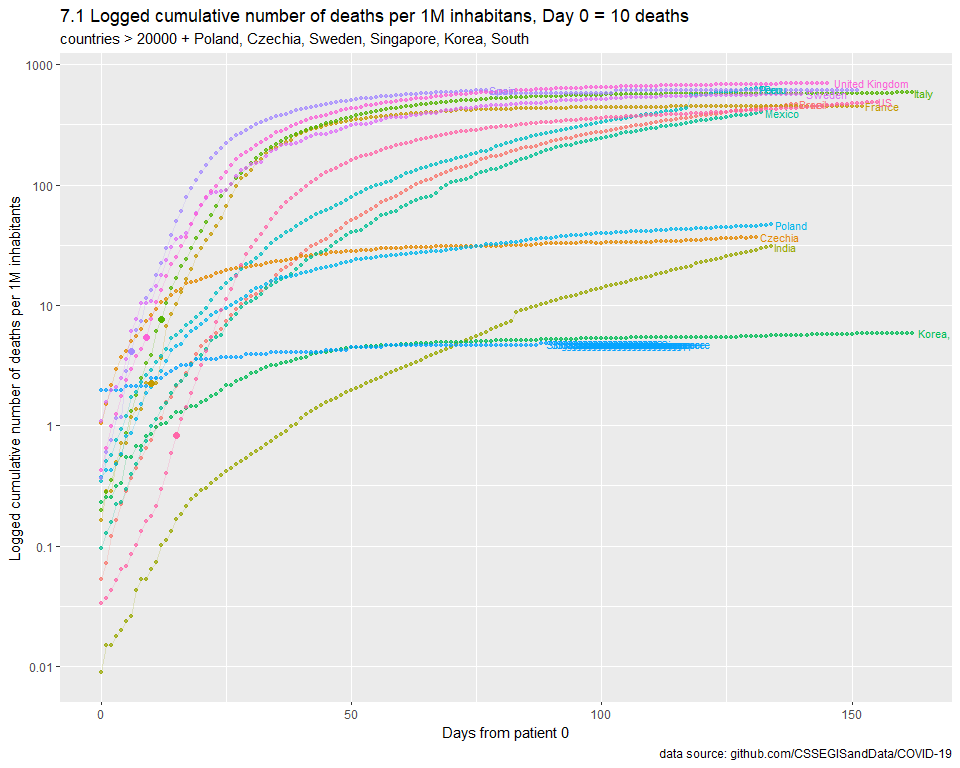 7.1 Logged cumulative number of deaths per 1M inhabitans, Day 0 = 10 deaths
countries > 20000 + Poland, Czechia, Sweden, Singapore, Korea, South
Logged cumulative number of deaths per 1M inhabitants
1000
100
10
1
0.1
0.01
United Kingdom
Italy
Sweden
US
France
Mexico
Poland
Czechia
India
Korea,
0
50
100
150
Days from patient 0
data source: github.com/CSSEGISandData/COVID-19